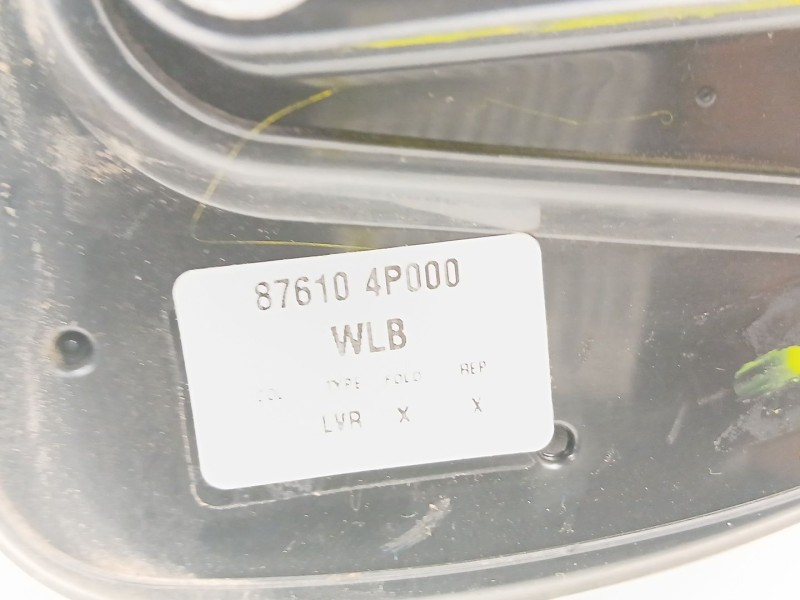 87610 4P000
WLB
TYPE FOLD REP
LVR X X